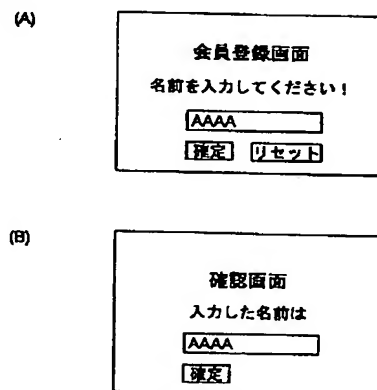 (A)
会員登録画面
名前を入力してください！
AAAA
確定 リセット
(B)
確認画面
入力した名前は
AAAA
確定